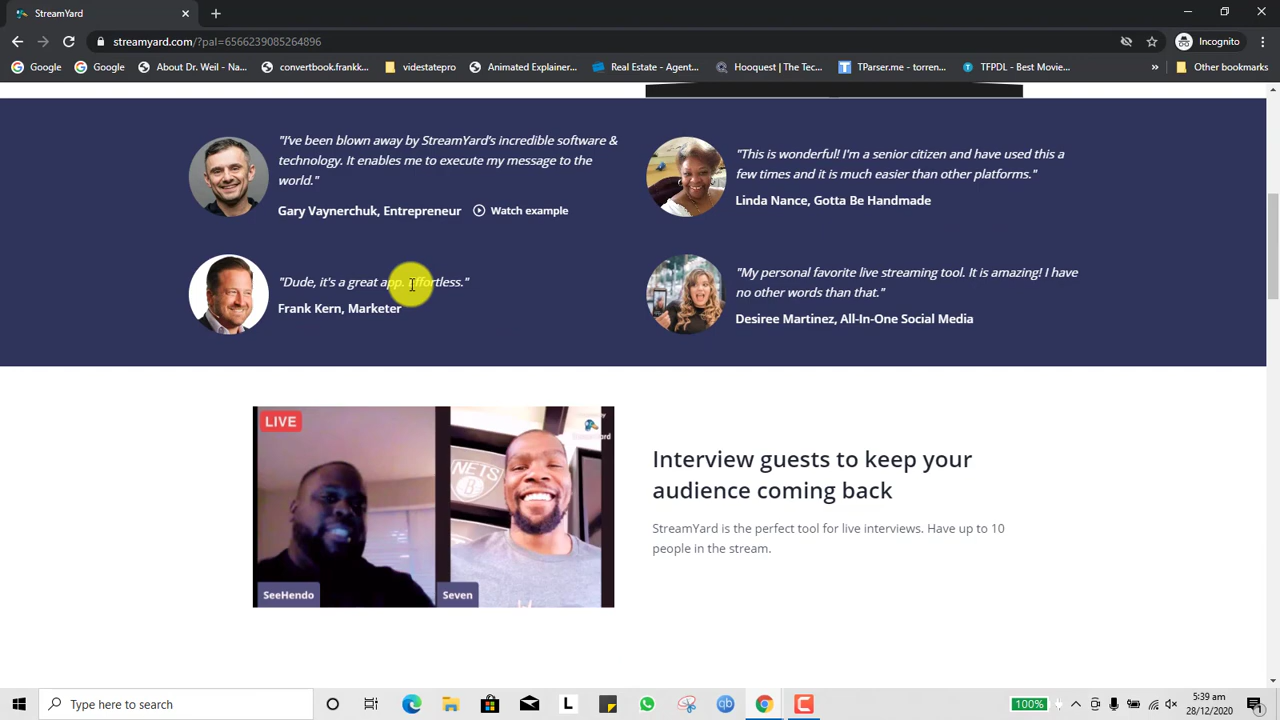 StreamYard
streamyard.com/?pal=6566239085264896
Incognito
Google
Google
About Dr. Weil - Na...
convertbook.frankk...
videstatepro
Animated Explainer...
Real Estate - Agent...
Hooquest | The Tec...
TParser.me - torren...
TFPDL - Best Movie...
»
Other bookmarks
"I've been blown away by StreamYard's incredible software &
technology. It enables me to execute my message to the
world."
Gary Vaynerchuk, Entrepreneur
Watch example
"This is wonderful! I'm a senior citizen and have used this a
few times and it is much easier than other platforms."
Linda Nance, Gotta Be Handmade
"Dude, it's a great app. Effortless."
Frank Kern, Marketer
"My personal favorite live streaming tool. It is amazing! I have
no other words than that."
Desiree Martinez, All-In-One Social Media
LIVE
NETS
B
SeeHendo
Seven
Interview guests to keep your
audience coming back
StreamYard is the perfect tool for live interviews. Have up to 10
people in the stream.
Type here to search
L
qb
100%
5:39 am
28/12/2020
1